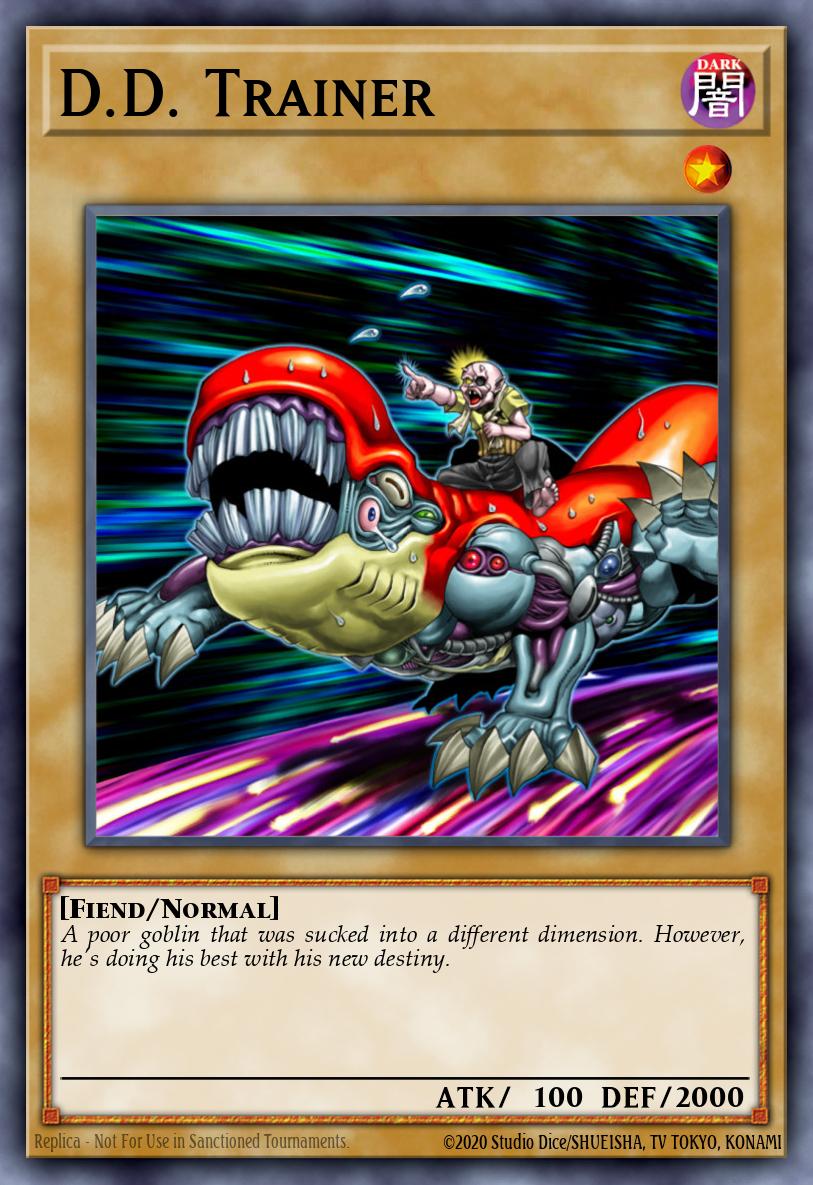 D.D. Trainer
DARK
闇
[Fiend/Normal]
A poor goblin that was sucked into a different dimension. However,
he's doing his best with his new destiny.
ATK/ 100 DEF/2000
Replica - Not For Use in Sanctioned Tournaments.
©2020 Studio Dice/SHUEISHA, TV TOKYO, KONAMI